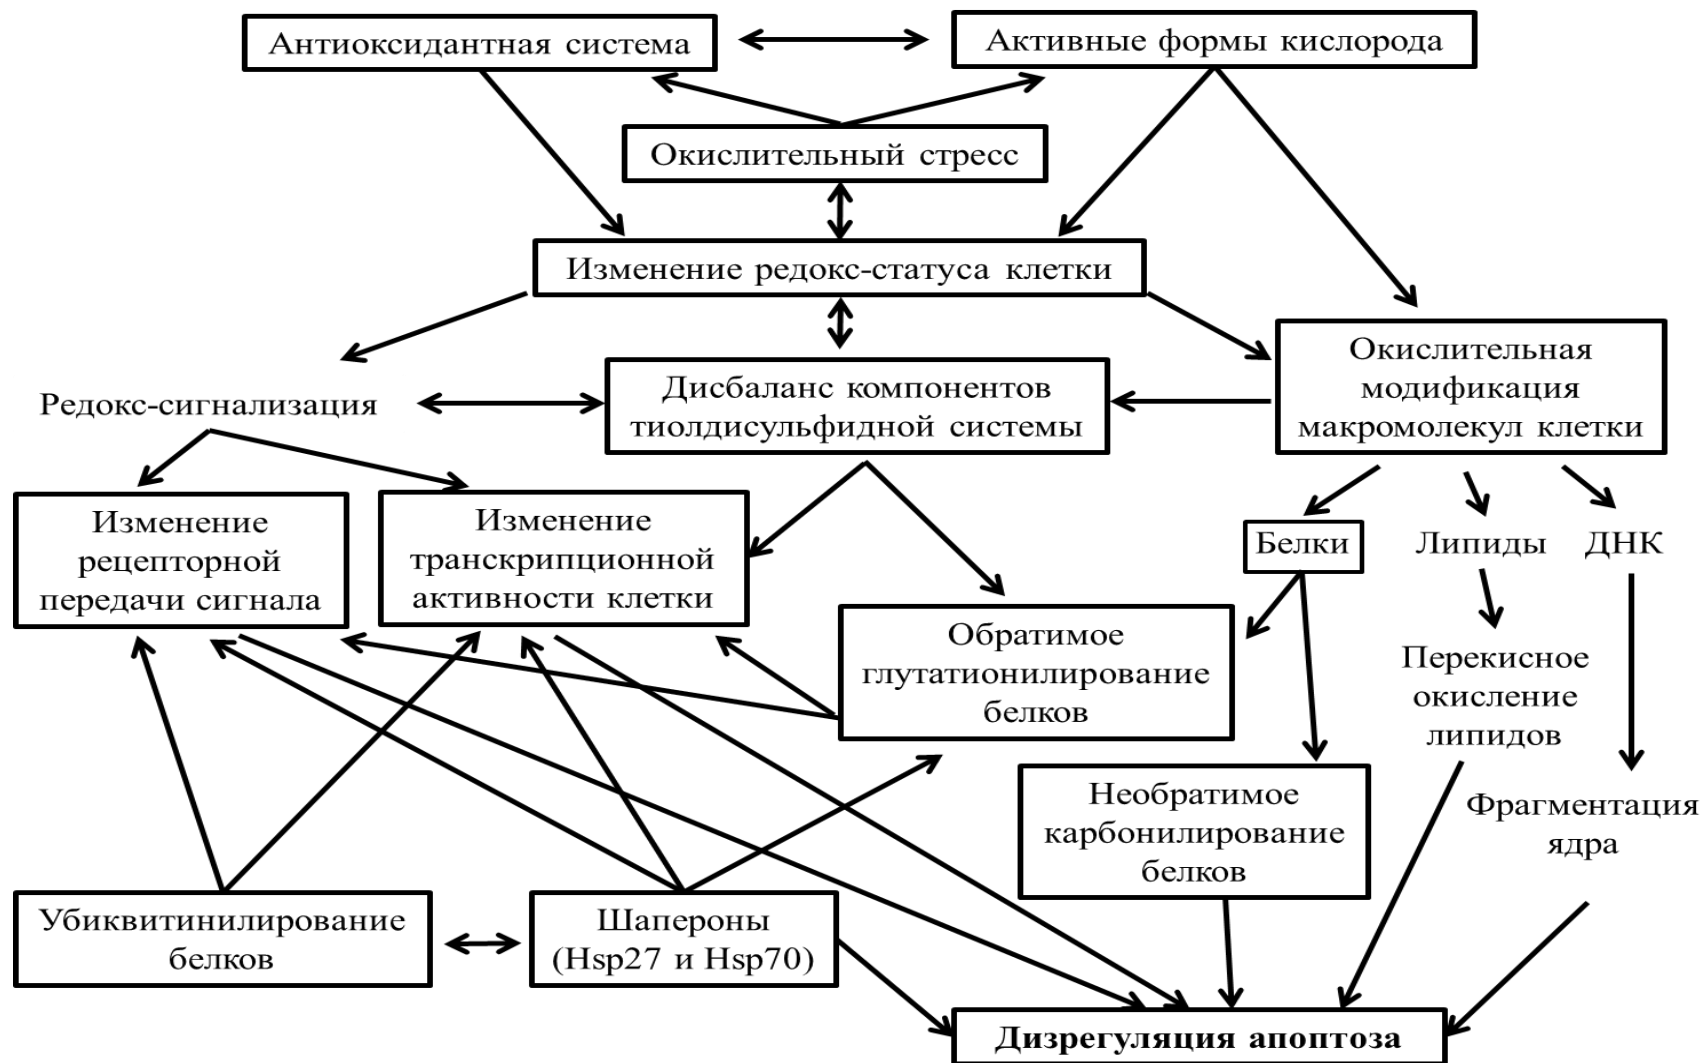 Антиоксидантная система
Активные формы кислорода
Окислительный стресс
Изменение редокс-статуса клетки
Редокс-сигнализация
Дисбаланс компонентов
тиолдисульфидной системы
Окислительная
модификация
макромолекул клетки
Изменение
рецепторной
передачи сигнала
Изменение
транскрипционной
активности клетки
Белки
Липиды
ДНК
Обратимое
глутатионилирование
белков
Перекисное
окисление
липидов
Необратимое
карбонилирование
белков
Фрагментация
ядра
Убиквитинилирование
белков
Шапероны
(Hsp27 и Hsp70)
Дизрегуляция апоптоза